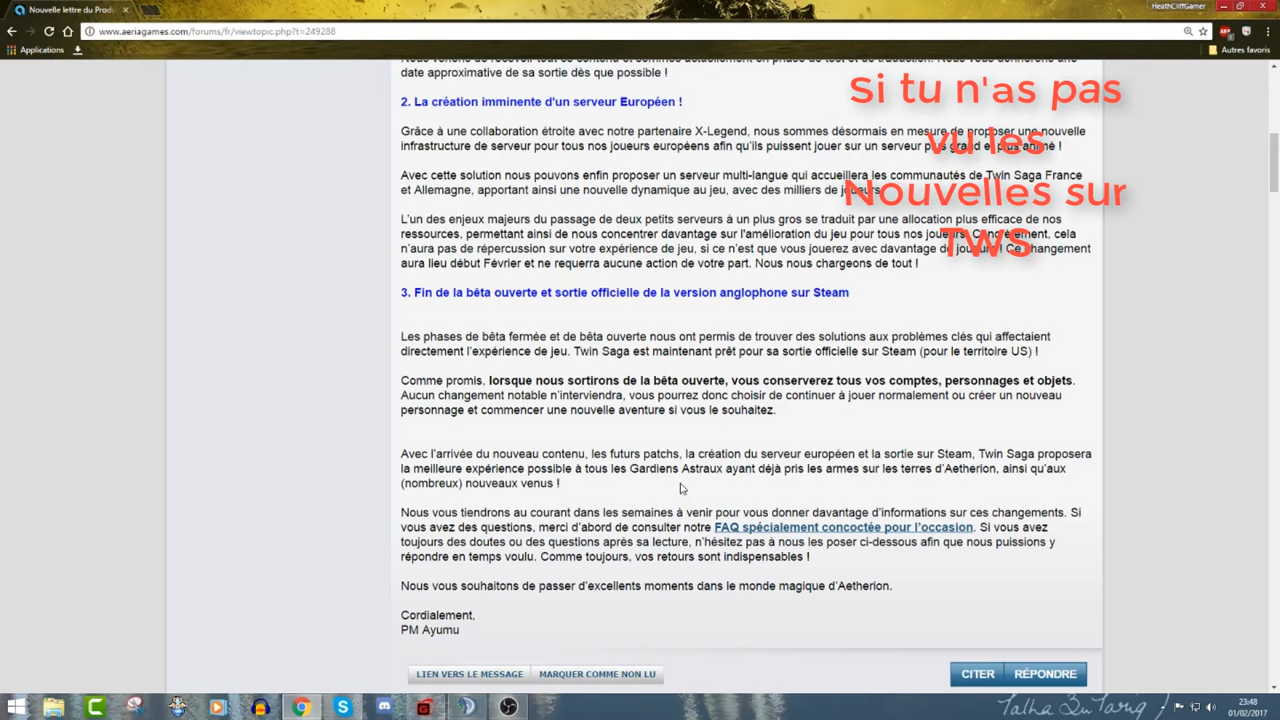 Nouvelle lettre du Produ
HeathCliffGamer
www.aeriagames.com/forums/fr/viewtopic.php?t=249288
Applications
Autres favoris
date approximative de sa sortie dès que possible !
Si tu n'as pas
vu les
Nouvelles sur
TWS
2. La création imminente d'un serveur Européen !
Grâce à une collaboration étroite avec notre partenaire X-Legend, nous sommes désormais en mesure de proposer une nouvelle
infrastructure de serveur pour tous nos joueurs européens afin qu'ils puissent jouer sur un serveur plus grand et plus animé !
Avec cette solution nous pouvons enfin proposer un serveur multi-langue qui accueillera les communautés de Twin Saga France
et Allemagne, apportant ainsi une nouvelle dynamique au jeu, avec des milliers de joueurs.
L'un des enjeux majeurs du passage de deux petits serveurs à un plus gros se traduit par une allocation plus efficace de nos
ressources, permettant ainsi de nous concentrer davantage sur l'amélioration du jeu pour tous nos joueurs. Concrètement, cela
n'aura pas de répercussion sur votre expérience de jeu, si ce n'est que vous jouerez avec davantage de joueurs ! Ce changement
aura lieu début Février et ne requerra aucune action de votre part. Nous nous chargeons de tout !
3. Fin de la bêta ouverte et sortie officielle de la version anglophone sur Steam
Les phases de bêta fermée et de bêta ouverte nous ont permis de trouver des solutions aux problèmes clés qui affectaient
directement l'expérience de jeu. Twin Saga est maintenant prêt pour sa sortie officielle sur Steam (pour le territoire US) !
Comme promis, lorsque nous sortirons de la bêta ouverte, vous conserverez tous vos comptes, personnages et objets.
Aucun changement notable n'interviendra, vous pourrez donc choisir de continuer à jouer normalement ou créer un nouveau
personnage et commencer une nouvelle aventure si vous le souhaitez.
Avec l'arrivée du nouveau contenu, les futurs patchs, la création du serveur européen et la sortie sur Steam, Twin Saga proposera
la meilleure expérience possible à tous les Gardiens Astraux ayant déjà pris les armes sur les terres d'Aetherion, ainsi qu'aux
(nombreux) nouveaux venus !
Nous vous tiendrons au courant dans les semaines à venir pour vous donner davantage d'informations sur ces changements. Si
vous avez des questions, merci d'abord de consulter notre FAQ spécialement concoctée pour l'occasion. Si vous avez
toujours des doutes ou des questions après sa lecture, n'hésitez pas à nous les poser ci-dessous afin que nous puissions y
répondre en temps voulu. Comme toujours, vos retours sont indispensables !
Nous vous souhaitons de passer d'excellents moments dans le monde magique d'Aetherion.
Cordialement,
PM Ayumu
LIEN VERS LE MESSAGE
MARQUER COMME NON LU
CITER
RÉPONDRE
Talha Bin Tariq
23:48
01/02/2017